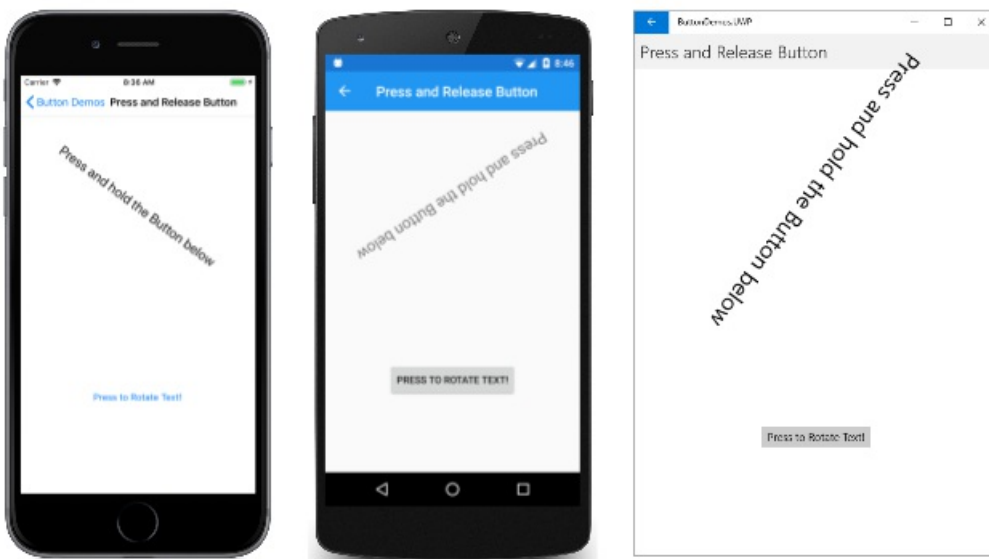 Carrier 8:36 AM
Button Demos Press and Release Button
Press and hold the Button below
Press to Rotate Text!
8:46
Press and Release Button
Press and hold the Button below
PRESS TO ROTATE TEXT!
ButtonDemos.UWP
Press and Release Button
Press and hold the Button below
Press to Rotate Text!